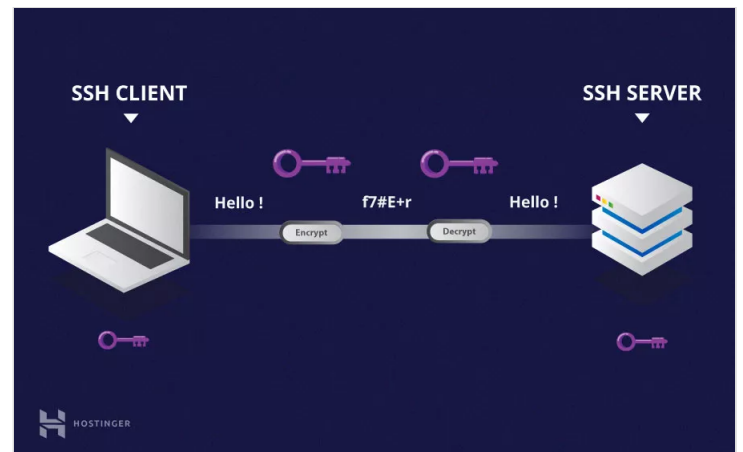 SSH CLIENT
SSH SERVER
Hello !
f7#E+r
Hello !
Encrypt
Decrypt
HOSTINGER